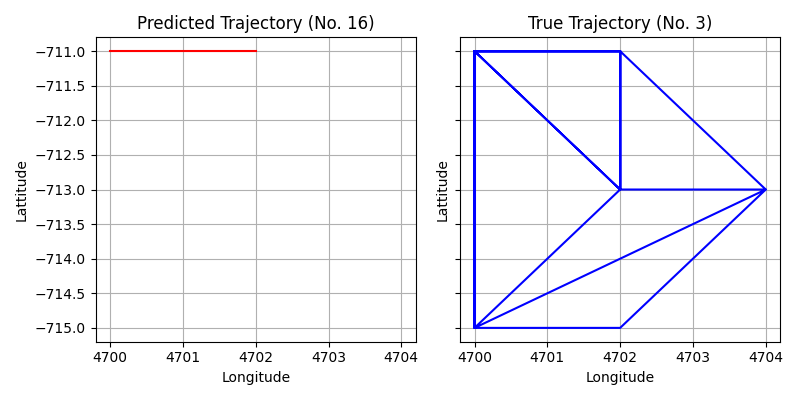 Predicted Trajectory (No. 16)
−711.0
−711.5
−712.0
−712.5
−713.0
−713.5
−714.0
−714.5
−715.0
Lattitude
4700 4701 4702 4703 4704
Longitude
True Trajectory (No. 3)
Lattitude
4700 4701 4702 4703 4704
Longitude